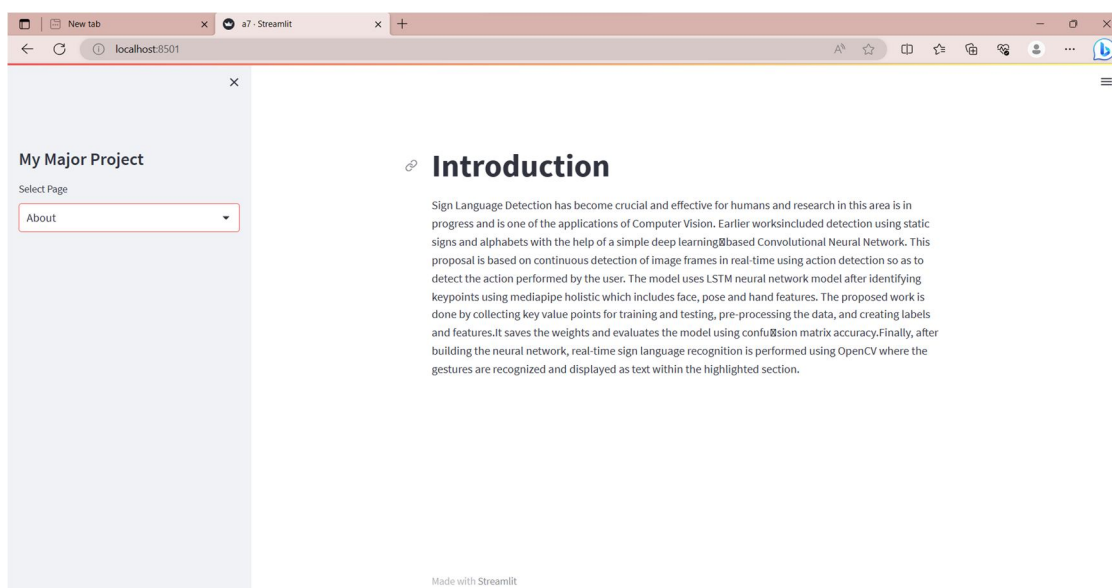 New tab
a7 · Streamlit
localhost:8501
My Major Project
Select Page
About
Introduction
Sign Language Detection has become crucial and effective for humans and research in this area is in
progress and is one of the applications of Computer Vision. Earlier worksincluded detection using static
signs and alphabets with the help of a simple deep learning�based Convolutional Neural Network. This
proposal is based on continuous detection of image frames in real-time using action detection so as to
detect the action performed by the user. The model uses LSTM neural network model after identifying
keypoints using mediapipe holistic which includes face, pose and hand features. The proposed work is
done by collecting key value points for training and testing, pre-processing the data, and creating labels
and features.It saves the weights and evaluates the model using confu�sion matrix accuracy.Finally, after
building the neural network, real-time sign language recognition is performed using OpenCV where the
gestures are recognized and displayed as text within the highlighted section.
Made with Streamlit